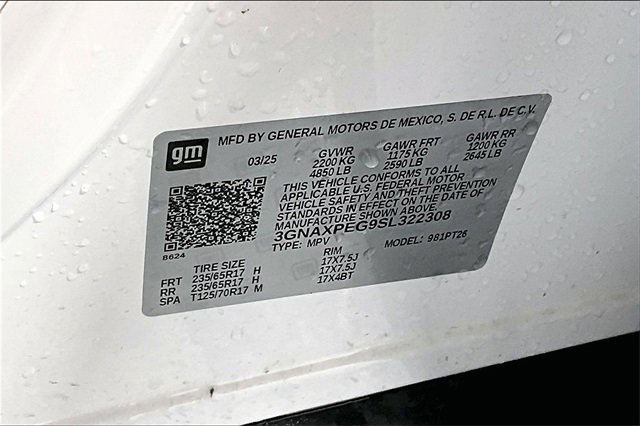 gm
MFD BY GENERAL MOTORS DE MEXICO, S. DE R.L. DE C.V.
03/25 GVWR GAWR FRT GAWR RR
2200 KG 1175 KG 1200 KG
4850 LB 2590 LB 2645 LB
THIS VEHICLE CONFORMS TO ALL
APPLICABLE U.S. FEDERAL MOTOR
VEHICLE SAFETY AND THEFT PREVENTION
STANDARDS IN EFFECT ON THE DATE OF
MANUFACTURE SHOWN ABOVE.
3GNAXPEG9SL322308
TYPE: MPV MODEL: 981PT26
8624
TIRE SIZE RIM
FRT 235/65R17 H 17X7.5J
RR 235/65R17 H 17X7.5J
SPA T125/70R17 M 17X4BT